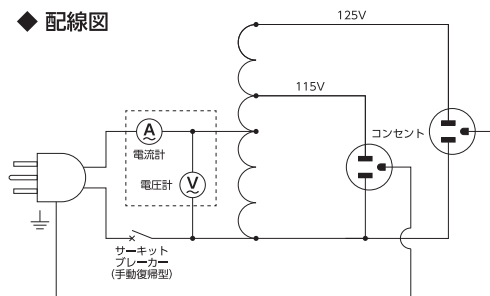 ◆ 配線図
125V
115V
A
電流計
コンセント
電圧計
V
サーキット
ブレーカー
(手動復帰型)